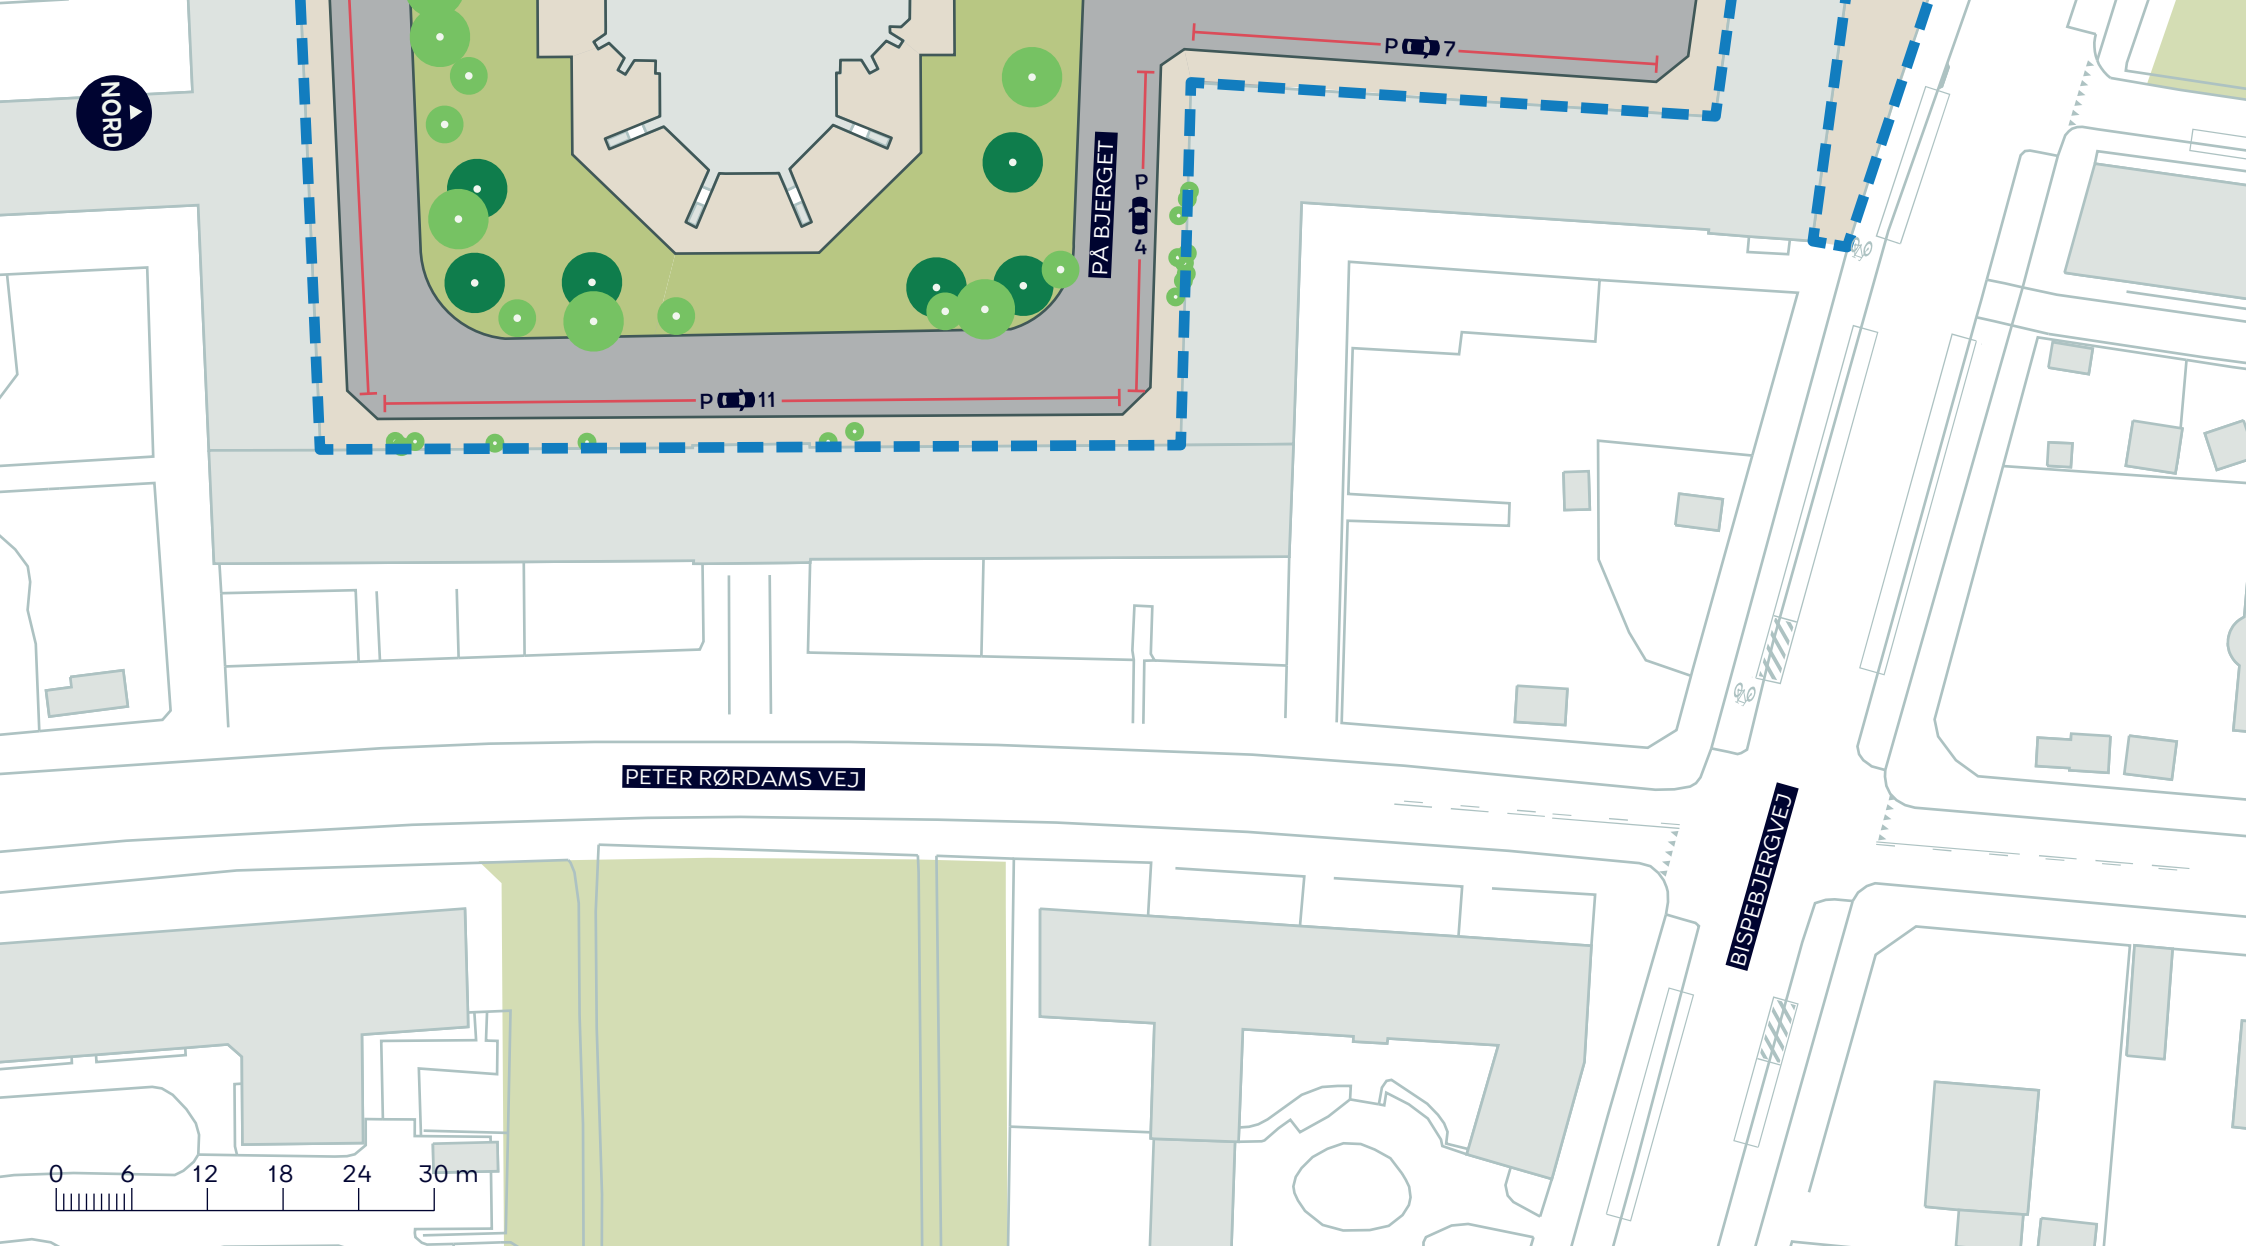 P 7
NORD
PÅ BJERGET
P 4
P 11
PETER RØRDAMS VEJ
BISPEBJERGVEJ
0 6 12 18 24 30 m